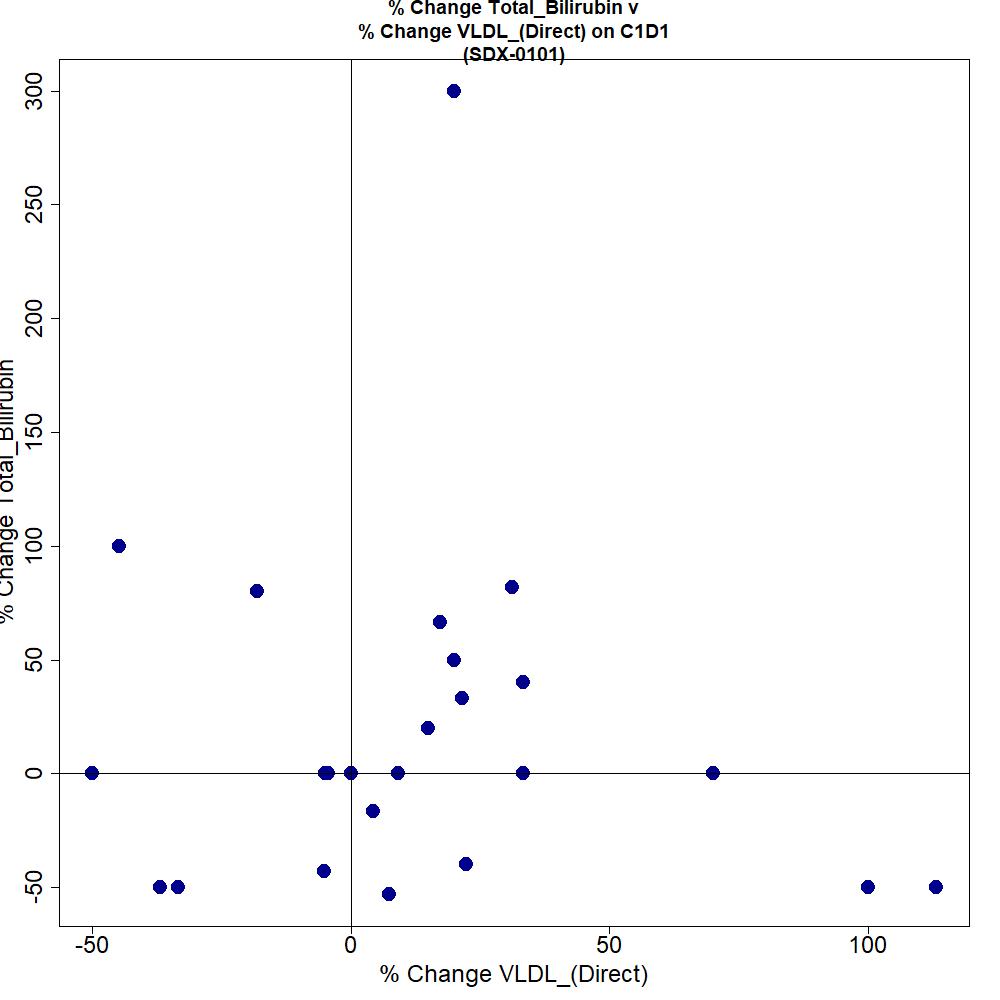 % Change Total_Bilirubin v
% Change VLDL_(Direct) on C1D1
(SDX-0101)
% Change Total_Bilirubin
300
250
200
150
100
50
0
-50
-50
0
50
100
% Change VLDL_(Direct)